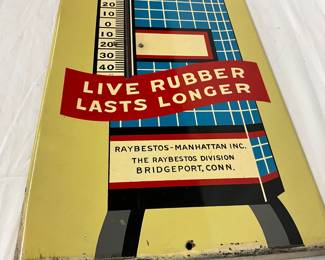 20
10
0
10
20
30
40
LIVE RUBBER
LASTS LONGER
RAYBESTOS-MANHATTAN INC.
THE RAYBESTOS DIVISION
BRIDGEPORT, CONN.